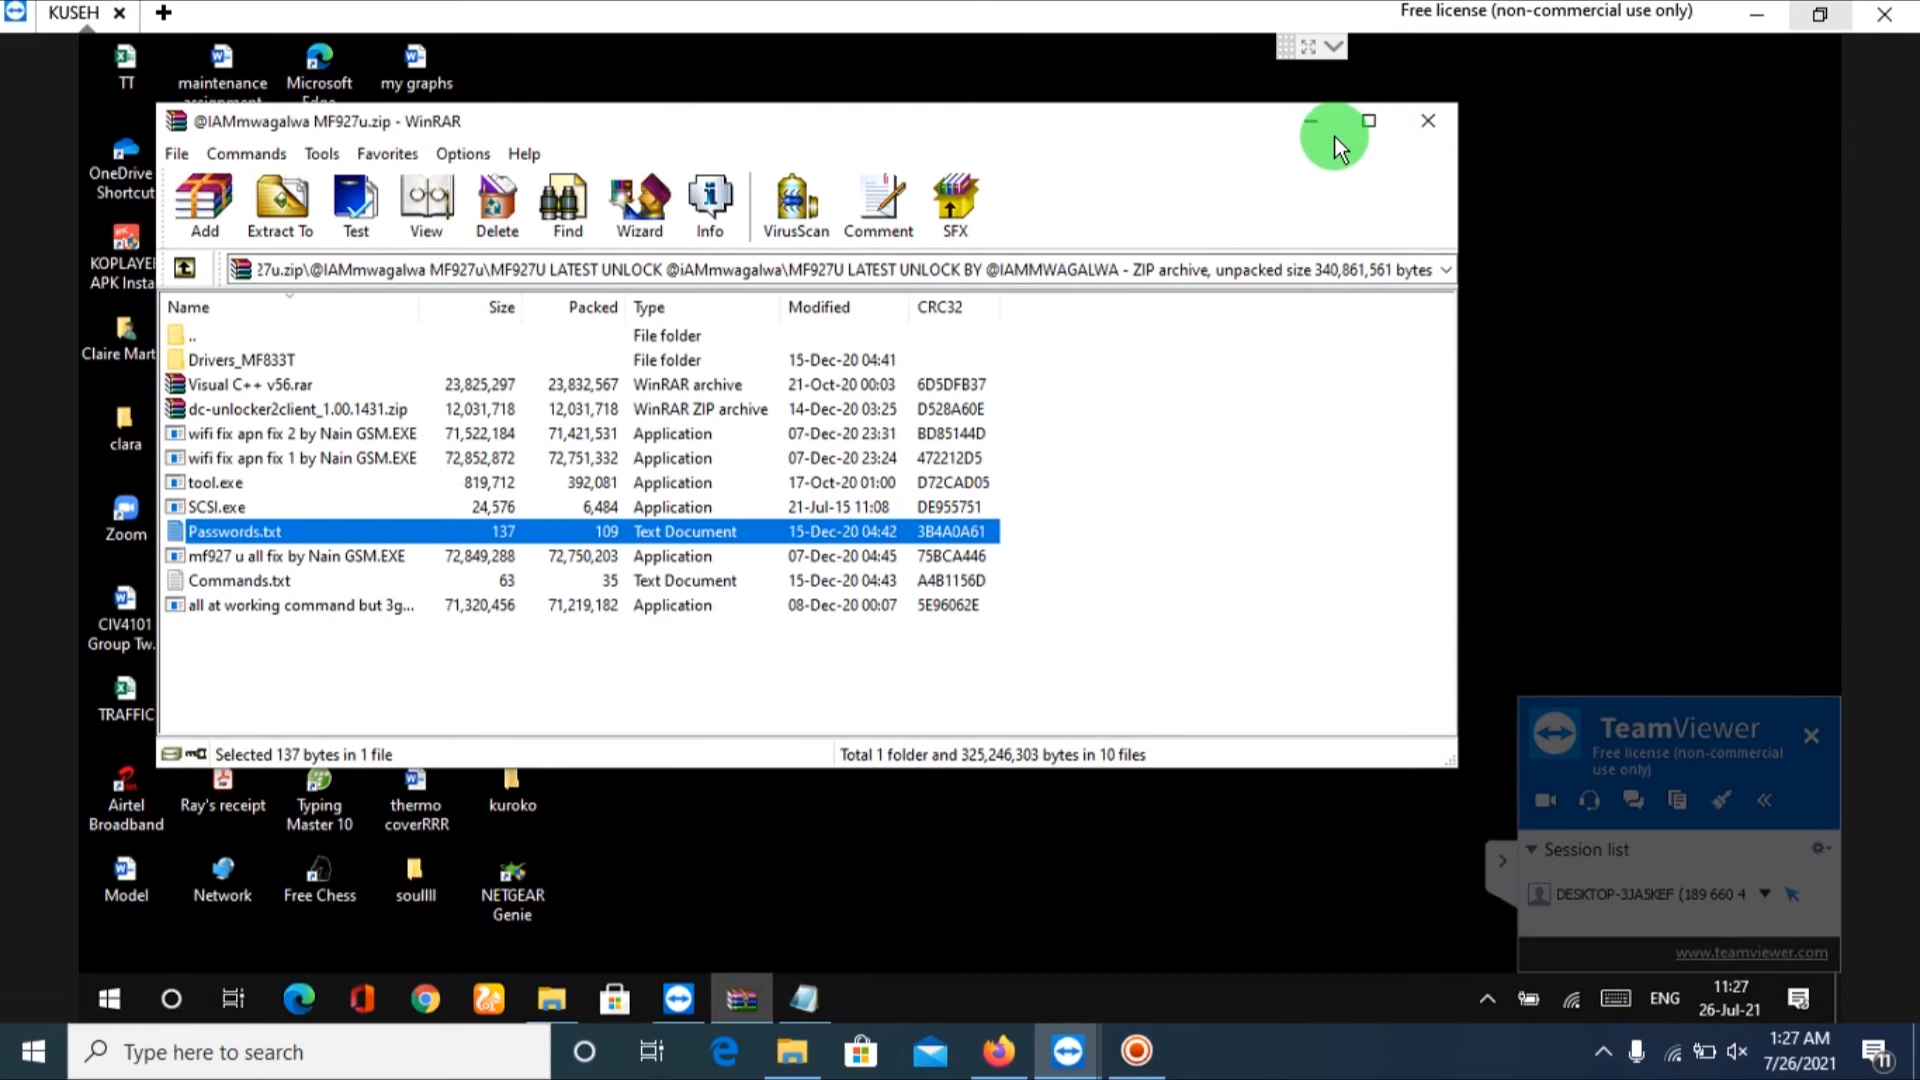 KUSEH
Free license (non-commercial use only)
TT
maintenance
assignment
Microsoft
Edge
my graphs
@IAMmwagalwa MF927u.zip - WinRAR
File Commands Tools Favorites Options Help
Add Extract To Test View Delete Find Wizard Info VirusScan Comment SFX
27u.zip\@IAMmwagalwa MF927u\MF927U LATEST UNLOCK @iAMmwagalwa\MF927U LATEST UNLOCK BY @IAMMWAGALWA - ZIP archive, unpacked size 340,861,561 bytes
Name Size Packed Type Modified CRC32
.. File folder
Drivers_MF833T File folder 15-Dec-20 04:41
Visual C++ v56.rar 23,825,297 23,832,567 WinRAR archive 21-Oct-20 00:03 6D5DFB37
dc-unlocker2client_1.00.1431.zip 12,031,718 12,031,718 WinRAR ZIP archive 14-Dec-20 03:25 D528A60E
wifi fix apn fix 2 by Nain GSM.EXE 71,522,184 71,421,531 Application 07-Dec-20 23:31 BD85144D
wifi fix apn fix 1 by Nain GSM.EXE 72,852,872 72,751,332 Application 07-Dec-20 23:24 472212D5
tool.exe 819,712 392,081 Application 17-Oct-20 01:00 D72CAD05
SCSI.exe 24,576 6,484 Application 21-Jul-15 11:08 DE955751
Passwords.txt 137 109 Text Document 15-Dec-20 04:42 3B4A0A61
mf927 u all fix by Nain GSM.EXE 72,849,288 72,750,203 Application 07-Dec-20 04:45 75BCA446
Commands.txt 63 35 Text Document 15-Dec-20 04:43 A4B1156D
all at working command but 3g... 71,320,456 71,219,182 Application 08-Dec-20 00:07 5E96062E
Selected 137 bytes in 1 file
Total 1 folder and 325,246,303 bytes in 10 files
OneDrive
Shortcut
KOPLAYER
APK Insta
Claire Mart
clara
Zoom
CIV4101
Group Tw.
TRAFFIC
Airtel
Broadband
Ray's receipt
Typing
Master 10
thermo
coverRRR
kuroko
Model
Network
Free Chess
soullll
NETGEAR
Genie
TeamViewer
Free license (non-commercial
use only)
Session list
DESKTOP-3JA5KEF (189 660 4
www.teamviewer.com
ENG
11:27
26-Jul-21
Type here to search
1:27 AM
7/26/2021
11